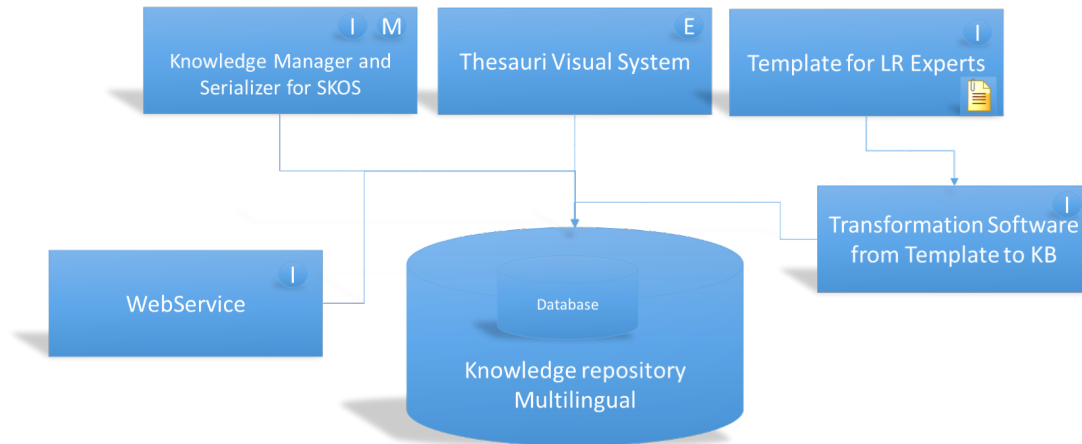 I M
Knowledge Manager and
Serializer for SKOS
E
Thesauri Visual System
I
Template for LR Experts
I
Transformation Software
from Template to KB
I
WebService
Database
Knowledge repository
Multilingual